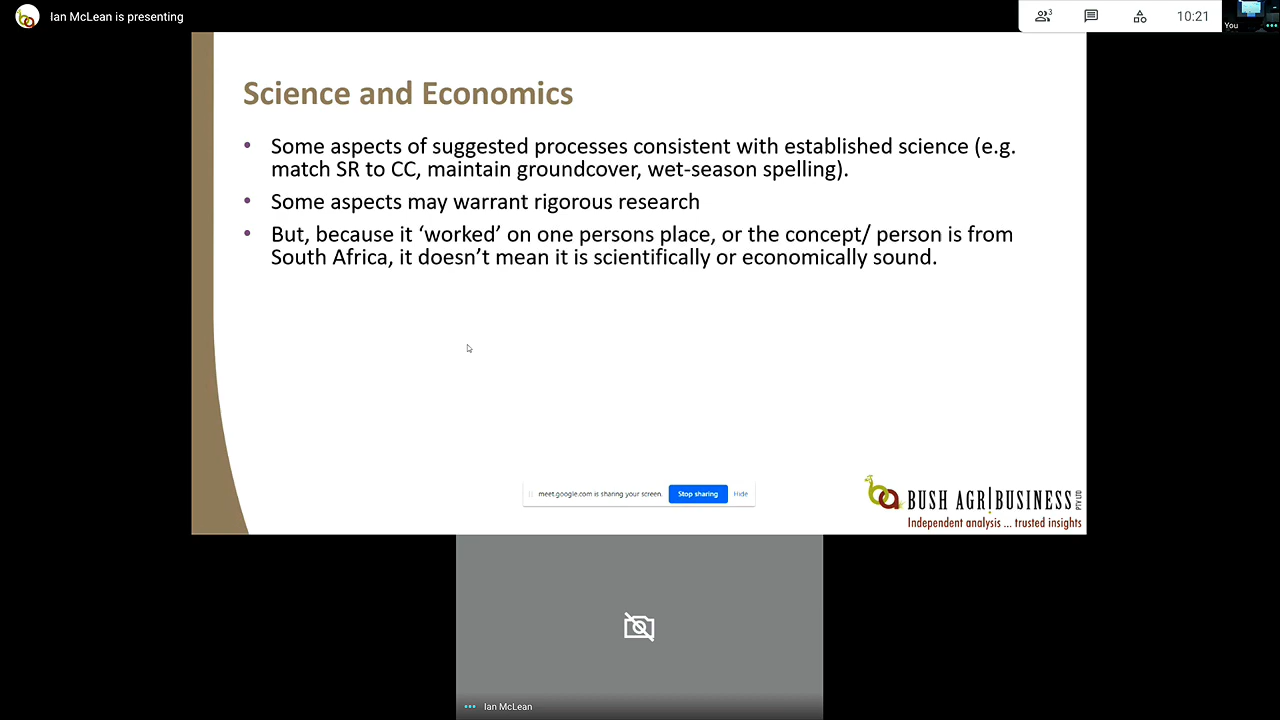 Ian McLean is presenting
3
10:21
You
Science and Economics
• Some aspects of suggested processes consistent with established science (e.g.
match SR to CC, maintain groundcover, wet-season spelling).
• Some aspects may warrant rigorous research
• But, because it ‘worked’ on one persons place, or the concept/ person is from
South Africa, it doesn’t mean it is scientifically or economically sound.
meet.google.com is sharing your screen.
Stop sharing
Hide
BUSH AGR!BUSINESS PTY LTD
Independent analysis ... trusted insights
Ian McLean